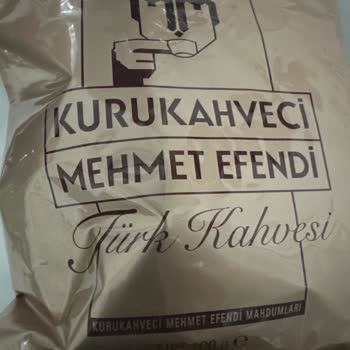 KURUKAHVECİ
MEHMET EFENDİ
Türk Kahvesi
KURUKAHVECİ MEHMET EFENDİ MAHDUMLARI